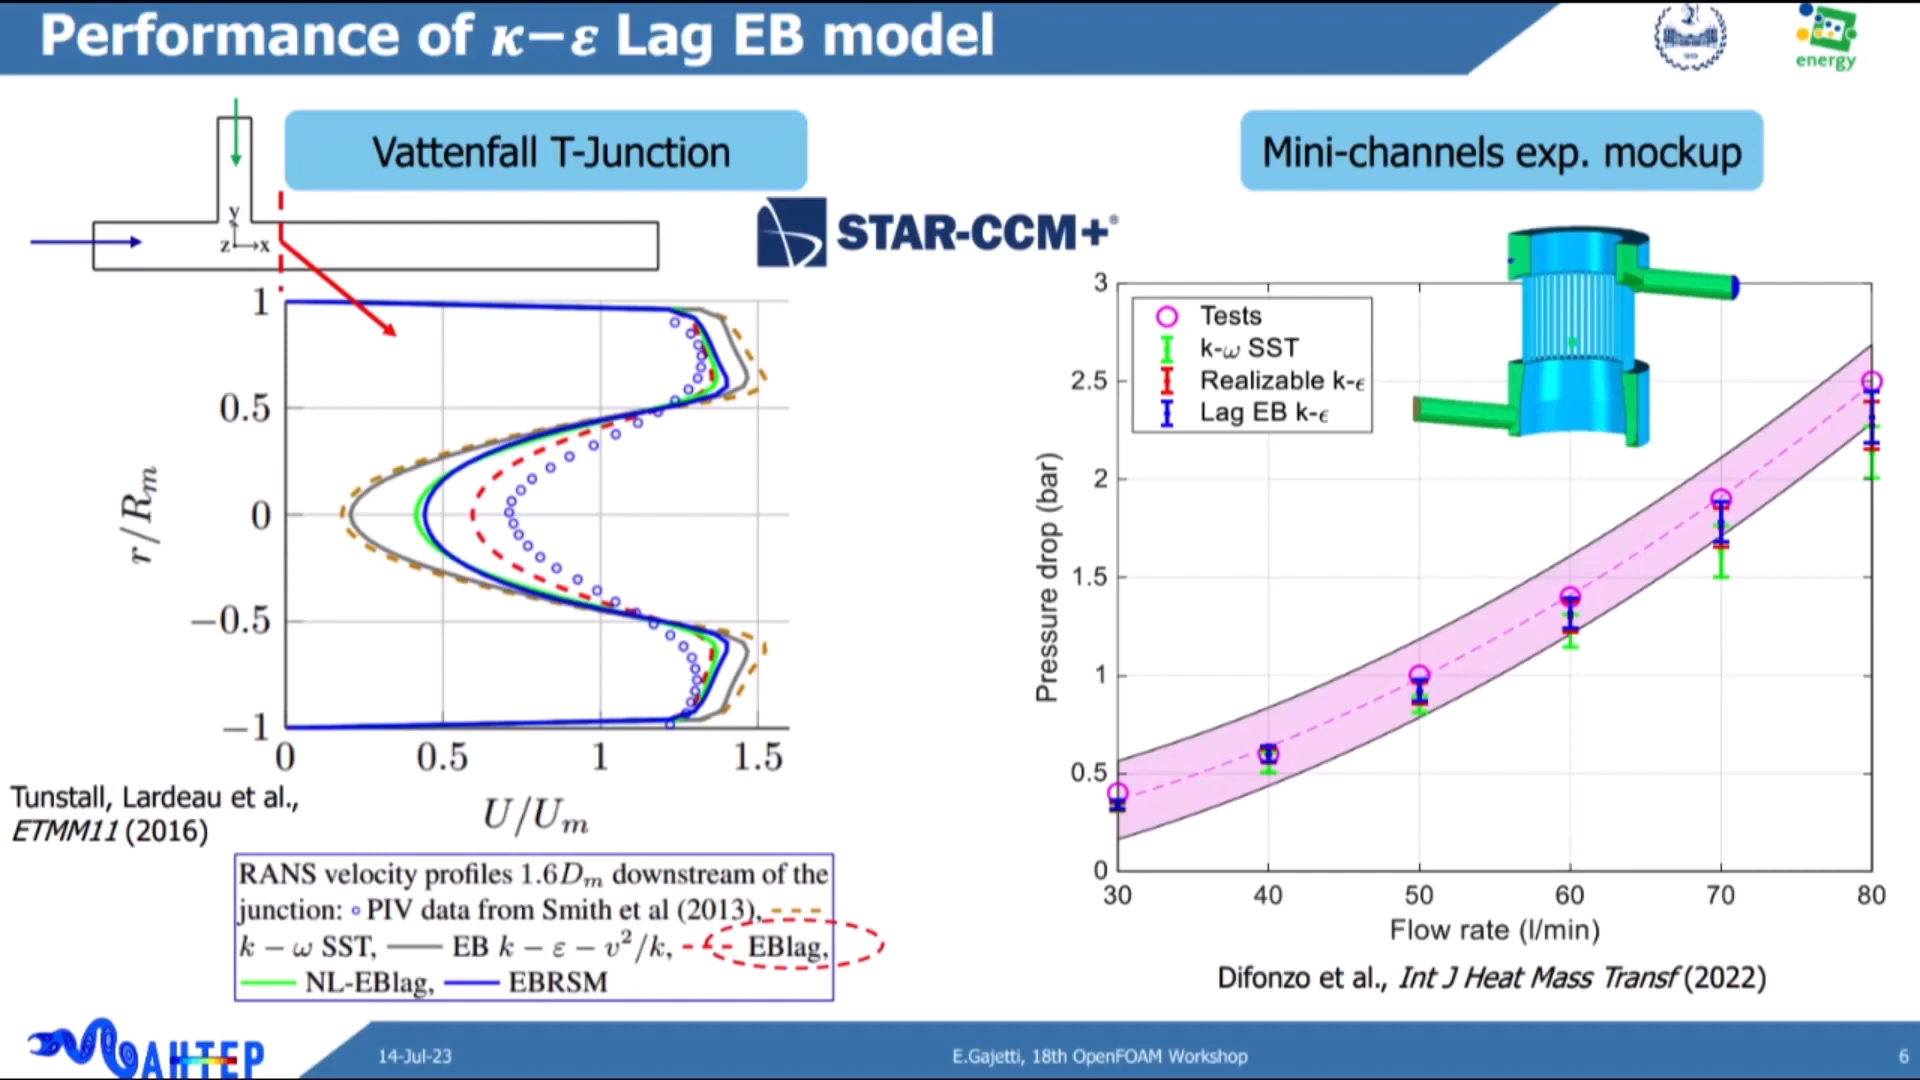 Performance of κ−ε Lag EB model
energy
Vattenfall T-Junction
Mini-channels exp. mockup
y
z
x
STAR-CCM+®
1
0.5
0
−0.5
−1
r/Rm
0
0.5
1
1.5
U/Um
Tunstall, Lardeau et al.,
ETMM11 (2016)
RANS velocity profiles 1.6Dm downstream of the
junction: ∘ PIV data from Smith et al (2013),
k − ω SST, EB k − ε − v²/k, EBlag,
NL-EBlag, EBRSM
3
2.5
2
1.5
1
0.5
0
Pressure drop (bar)
Tests
k-ω SST
Realizable k-ϵ
Lag EB k-ϵ
30
40
50
60
70
80
Flow rate (l/min)
Difonzo et al., Int J Heat Mass Transf (2022)
14-Jul-23
E.Gajetti, 18th OpenFOAM Workshop
6